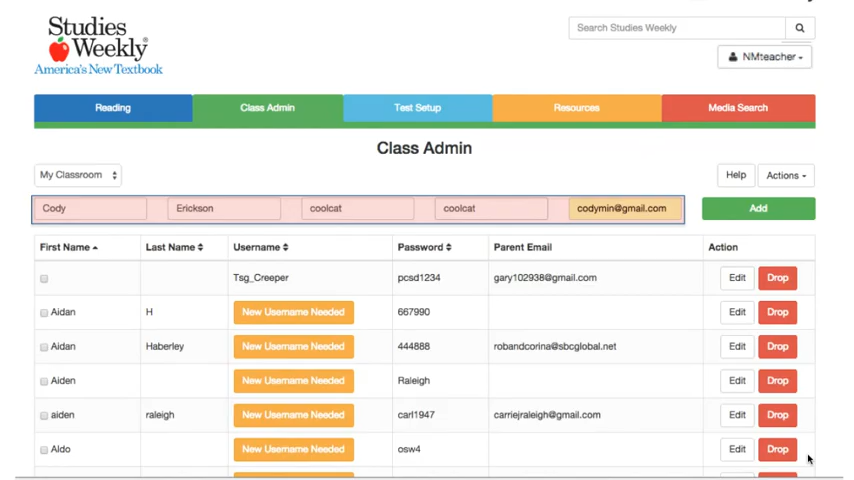 Studies
Weekly
America's New Textbook
Search Studies Weekly
NMteacher
Reading Class Admin Test Setup Resources Media Search
Class Admin
My Classroom Help Actions
Cody Erickson coolcat coolcat codymin@gmail.com Add
First Name Last Name Username Password Parent Email Action
Tsg_Creeper pcsd1234 gary102938@gmail.com Edit Drop
Aidan H New Username Needed 667990 Edit Drop
Aidan Haberley New Username Needed 444888 robandcorina@sbcglobal.net Edit Drop
Aiden New Username Needed Raleigh Edit Drop
aiden raleigh New Username Needed carl1947 carriejraleigh@gmail.com Edit Drop
Aldo New Username Needed osw4 Edit Drop